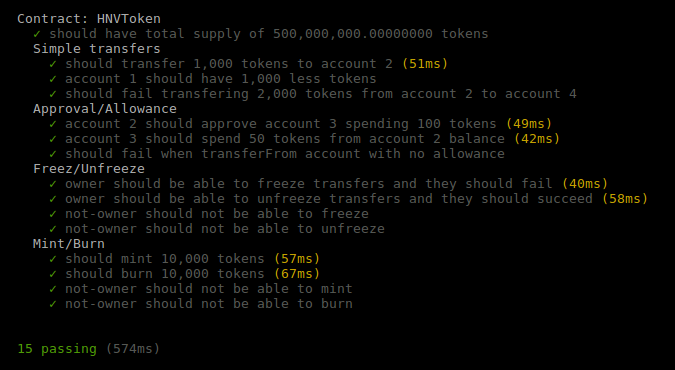 Contract: HNVToken
✓ should have total supply of 500,000,000.00000000 tokens
Simple transfers
✓ should transfer 1,000 tokens to account 2 (51ms)
✓ account 1 should have 1,000 less tokens
✓ should fail transfering 2,000 tokens from account 2 to account 4
Approval/Allowance
✓ account 2 should approve account 3 spending 100 tokens (49ms)
✓ account 3 should spend 50 tokens from account 2 balance (42ms)
✓ should fail when transferFrom account with no allowance
Freez/Unfreeze
✓ owner should be able to freeze transfers and they should fail (40ms)
✓ owner should be able to unfreeze transfers and they should succeed (58ms)
✓ not-owner should not be able to freeze
✓ not-owner should not be able to unfreeze
Mint/Burn
✓ should mint 10,000 tokens (57ms)
✓ should burn 10,000 tokens (67ms)
✓ not-owner should not be able to mint
✓ not-owner should not be able to burn
15 passing (574ms)